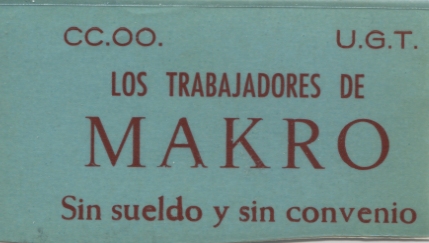 CC.OO. U.G.T.
LOS TRABAJADORES DE
MAKRO
Sin sueldo y sin convenio